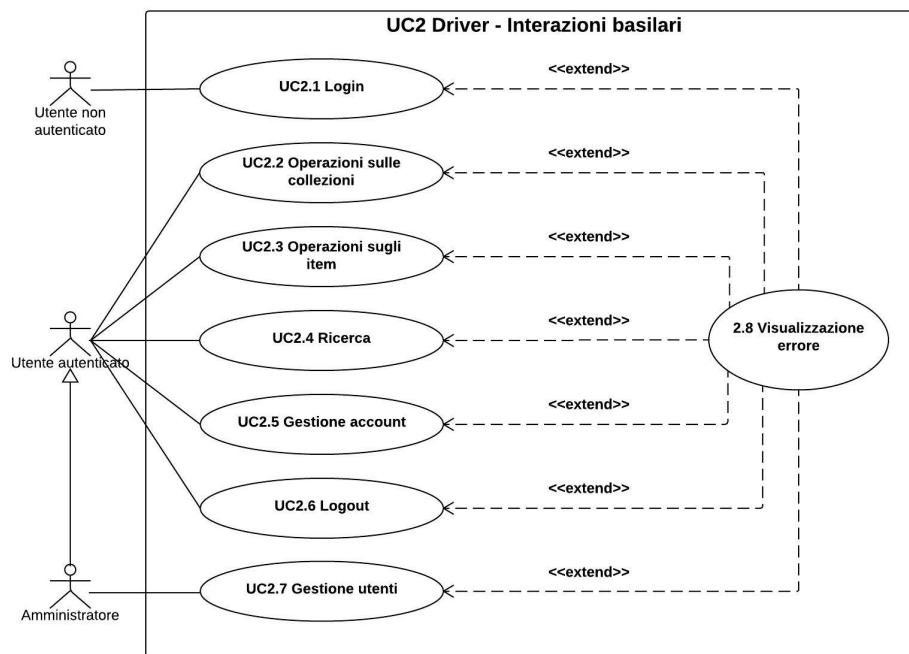 UC2 Driver - Interazioni basilari
<<extend>>
UC2.1 Login
Utente non
autenticato
<<extend>>
UC2.2 Operazioni sulle
collezioni
<<extend>>
UC2.3 Operazioni sugli
item
<<extend>>
UC2.4 Ricerca
2.8 Visualizzazione
errore
Utente autenticato
<<extend>>
UC2.5 Gestione account
<<extend>>
UC2.6 Logout
<<extend>>
UC2.7 Gestione utenti
Amministratore